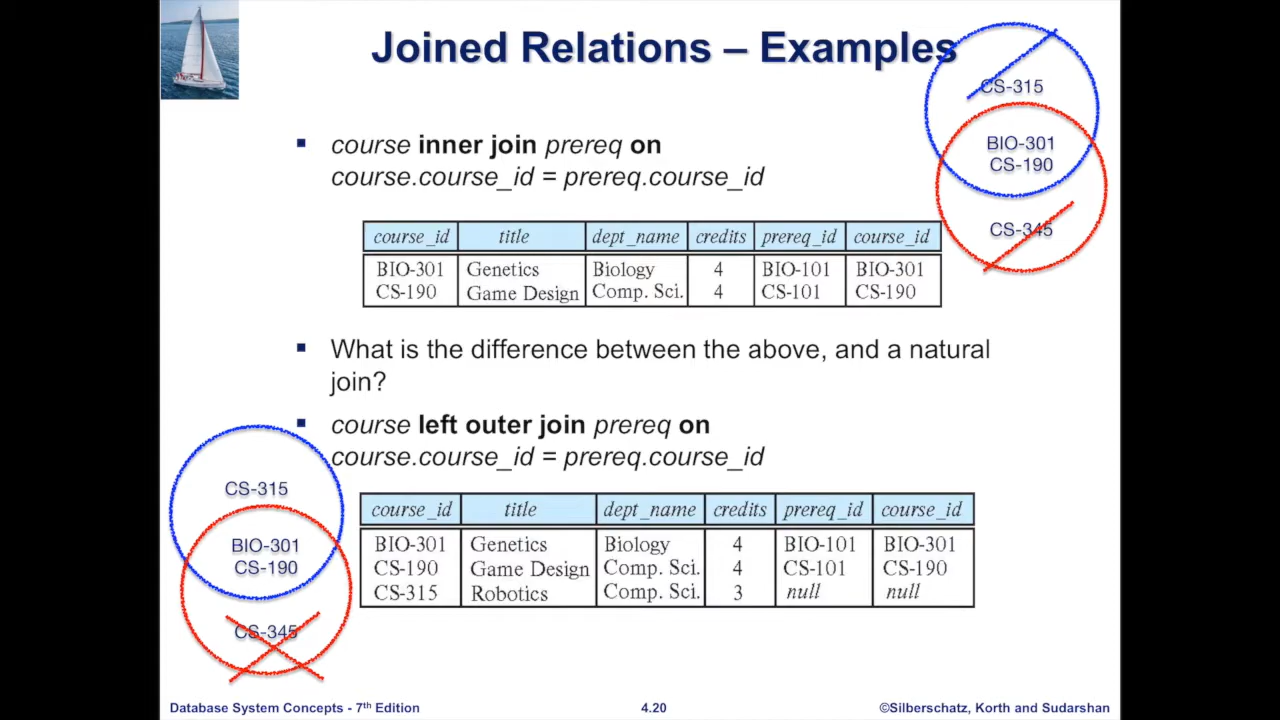 Joined Relations – Examples
CS-315
BIO-301
CS-190
CS-345
▪ course inner join prereq on
course.course_id = prereq.course_id
course_id title dept_name credits prereq_id course_id
BIO-301 Genetics Biology 4 BIO-101 BIO-301
CS-190 Game Design Comp. Sci. 4 CS-101 CS-190
▪ What is the difference between the above, and a natural
join?
▪ course left outer join prereq on
course.course_id = prereq.course_id
CS-315
BIO-301
CS-190
CS-345
course_id title dept_name credits prereq_id course_id
BIO-301 Genetics Biology 4 BIO-101 BIO-301
CS-190 Game Design Comp. Sci. 4 CS-101 CS-190
CS-315 Robotics Comp. Sci. 3 null null
Database System Concepts - 7th Edition 4.20 ©Silberschatz, Korth and Sudarshan